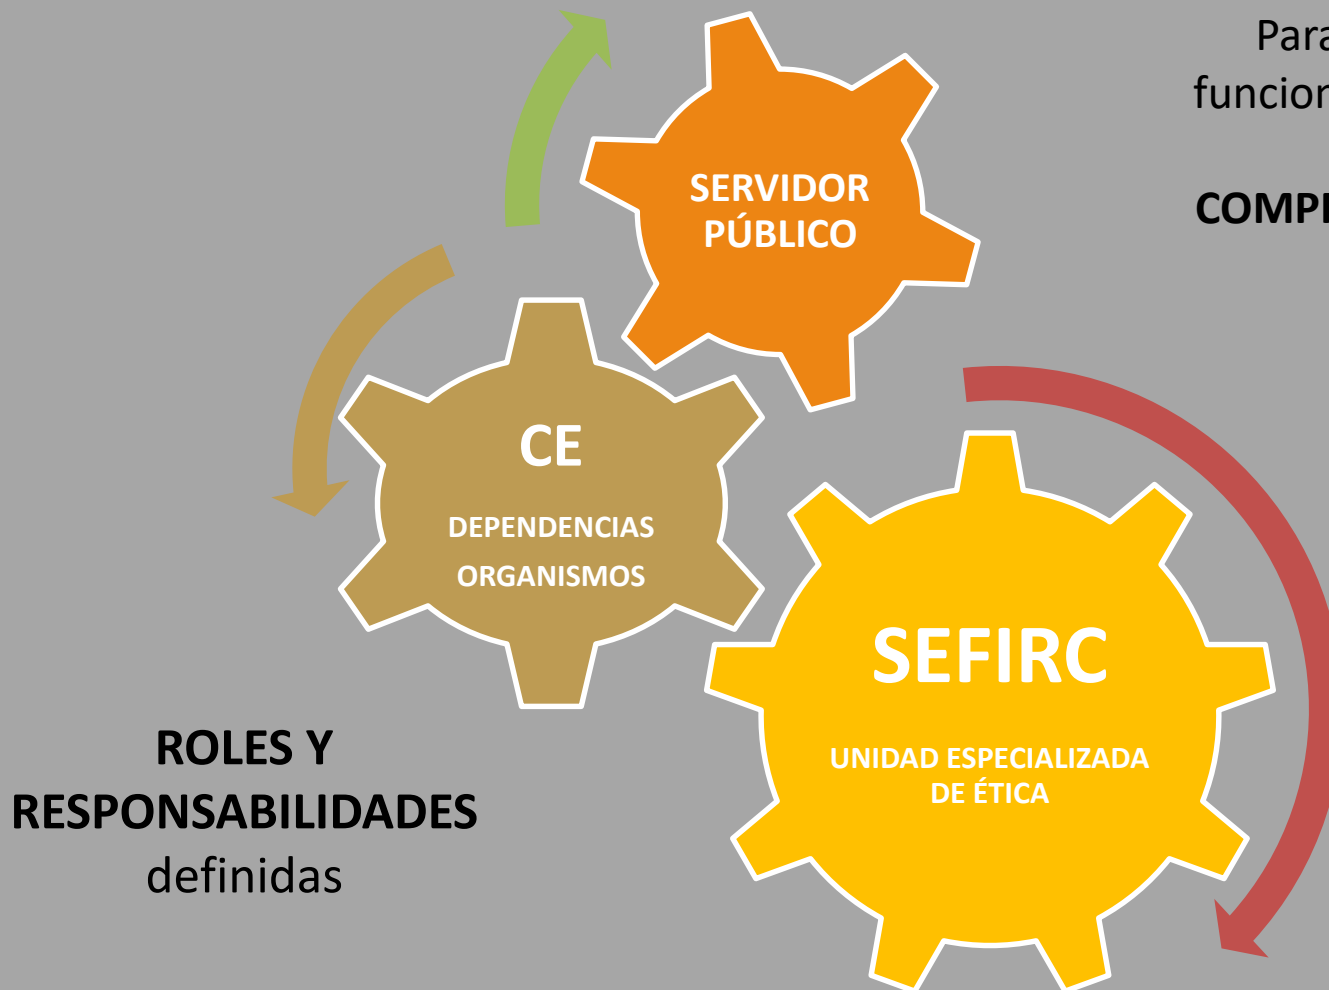 SERVIDOR
PÚBLICO
CE
DEPENDENCIAS
ORGANISMOS
SEFIRC
UNIDAD ESPECIALIZADA
DE ÉTICA
ROLES Y
RESPONSABILIDADES
definidas